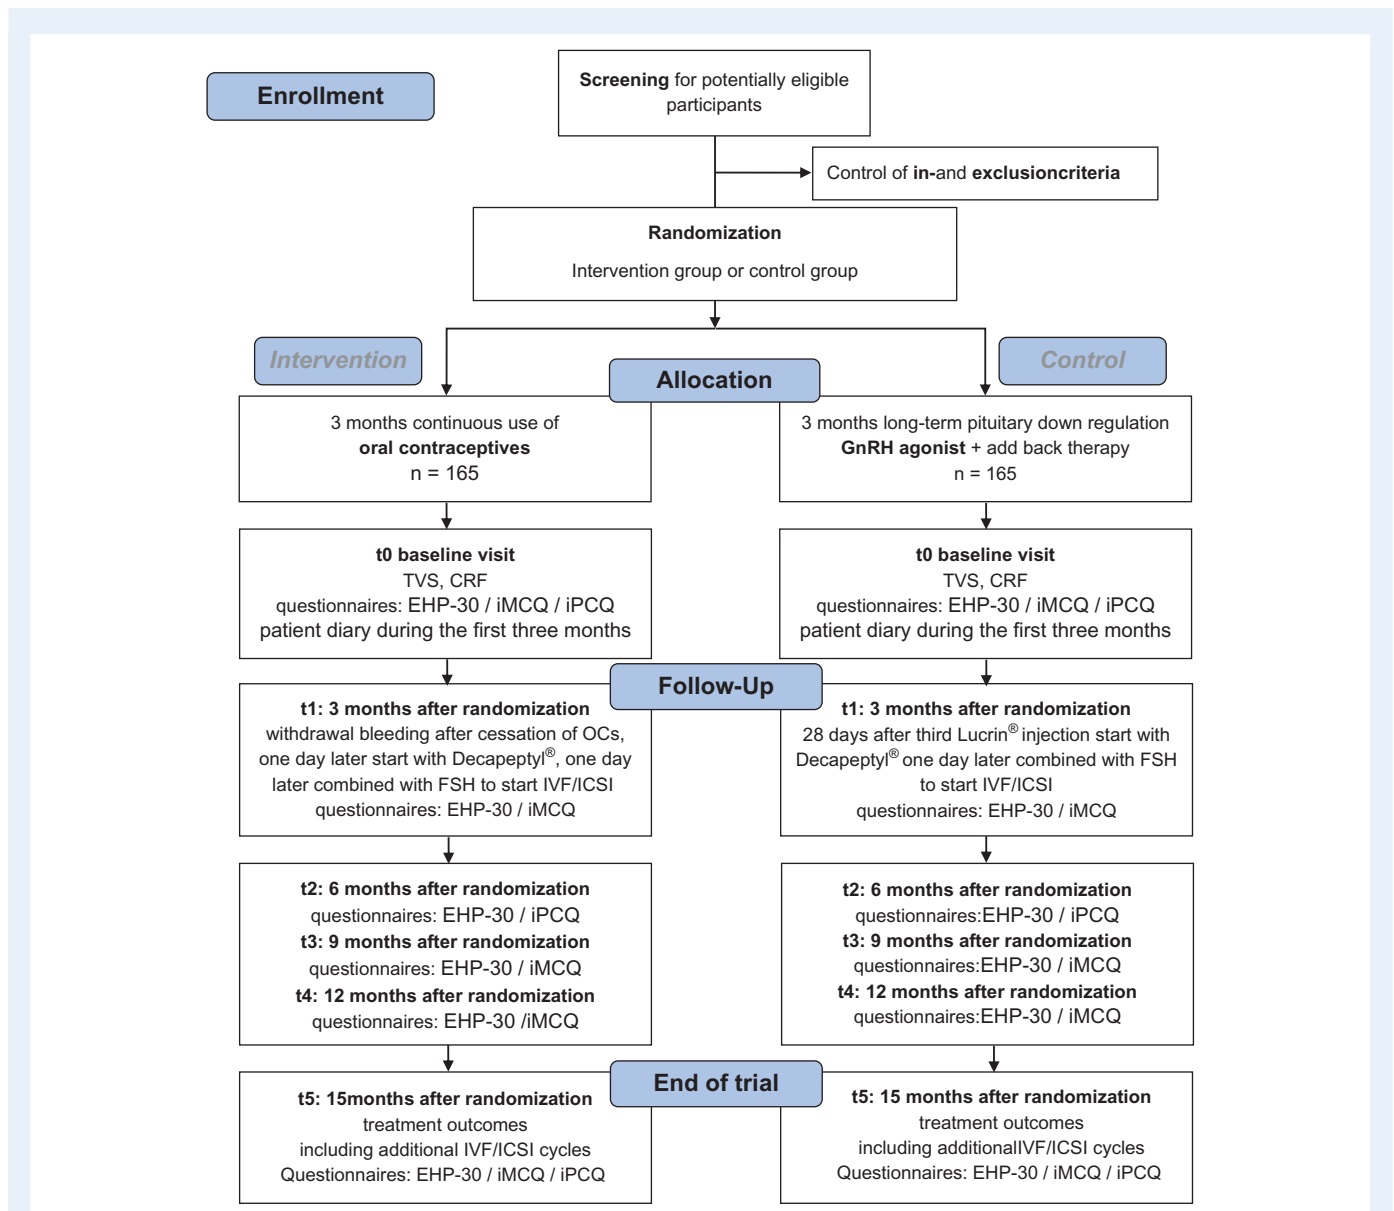 Enrollment
Screening for potentially eligible
participants
Control of in-and exclusioncriteria
Randomization
Intervention group or control group
Intervention
Control
Allocation
3 months continuous use of
oral contraceptives
n = 165
3 months long-term pituitary down regulation
GnRH agonist + add back therapy
n = 165
t0 baseline visit
TVS, CRF
questionnaires: EHP-30 / iMCQ / iPCQ
patient diary during the first three months
t0 baseline visit
TVS, CRF
questionnaires: EHP-30 / iMCQ / iPCQ
patient diary during the first three months
Follow-Up
t1: 3 months after randomization
withdrawal bleeding after cessation of OCs,
one day later start with Decapeptyl®, one day
later combined with FSH to start IVF/ICSI
questionnaires: EHP-30 / iMCQ
t1: 3 months after randomization
28 days after third Lucrin® injection start with
Decapeptyl® one day later combined with FSH
to start IVF/ICSI
questionnaires: EHP-30 / iMCQ
t2: 6 months after randomization
questionnaires: EHP-30 / iPCQ
t3: 9 months after randomization
questionnaires: EHP-30 / iMCQ
t4: 12 months after randomization
questionnaires: EHP-30 /iMCQ
t2: 6 months after randomization
questionnaires:EHP-30 / iPCQ
t3: 9 months after randomization
questionnaires:EHP-30 / iMCQ
t4: 12 months after randomization
questionnaires:EHP-30 / iMCQ
End of trial
t5: 15months after randomization
treatment outcomes
including additional IVF/ICSI cycles
Questionnaires: EHP-30 / iMCQ / iPCQ
t5: 15 months after randomization
treatment outcomes
including additionalIVF/ICSI cycles
Questionnaires: EHP-30 / iMCQ / iPCQ